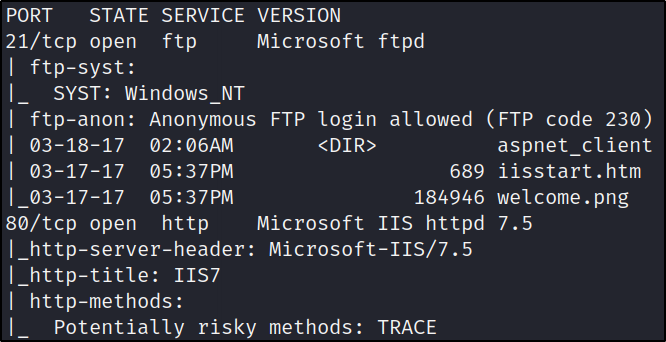 PORT   STATE SERVICE VERSION
21/tcp open  ftp     Microsoft ftpd
| ftp-syst:
|_  SYST: Windows_NT
| ftp-anon: Anonymous FTP login allowed (FTP code 230)
| 03-18-17  02:06AM       <DIR>          aspnet_client
| 03-17-17  05:37PM                  689 iisstart.htm
|_03-17-17  05:37PM               184946 welcome.png
80/tcp open  http    Microsoft IIS httpd 7.5
|_http-server-header: Microsoft-IIS/7.5
|_http-title: IIS7
| http-methods:
|_  Potentially risky methods: TRACE